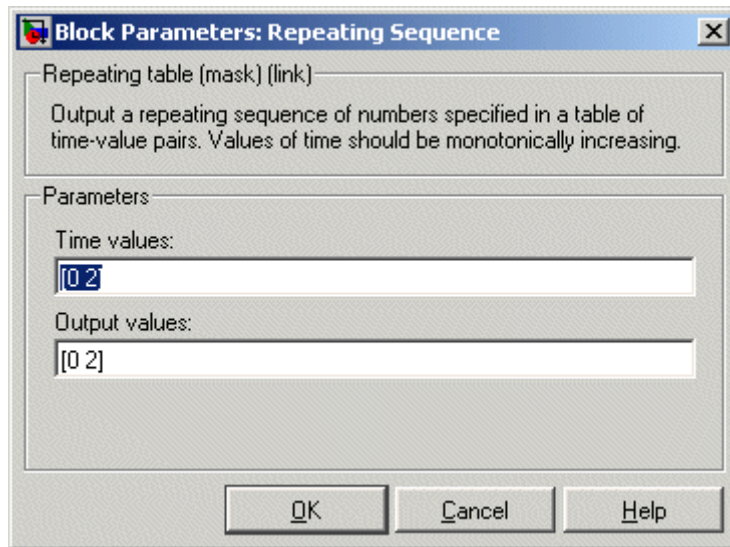 Block Parameters: Repeating Sequence
Repeating table (mask) (link)
Output a repeating sequence of numbers specified in a table of
time-value pairs. Values of time should be monotonically increasing.
Parameters
Time values:
[0 2]
Output values:
[0 2]
OK Cancel Help